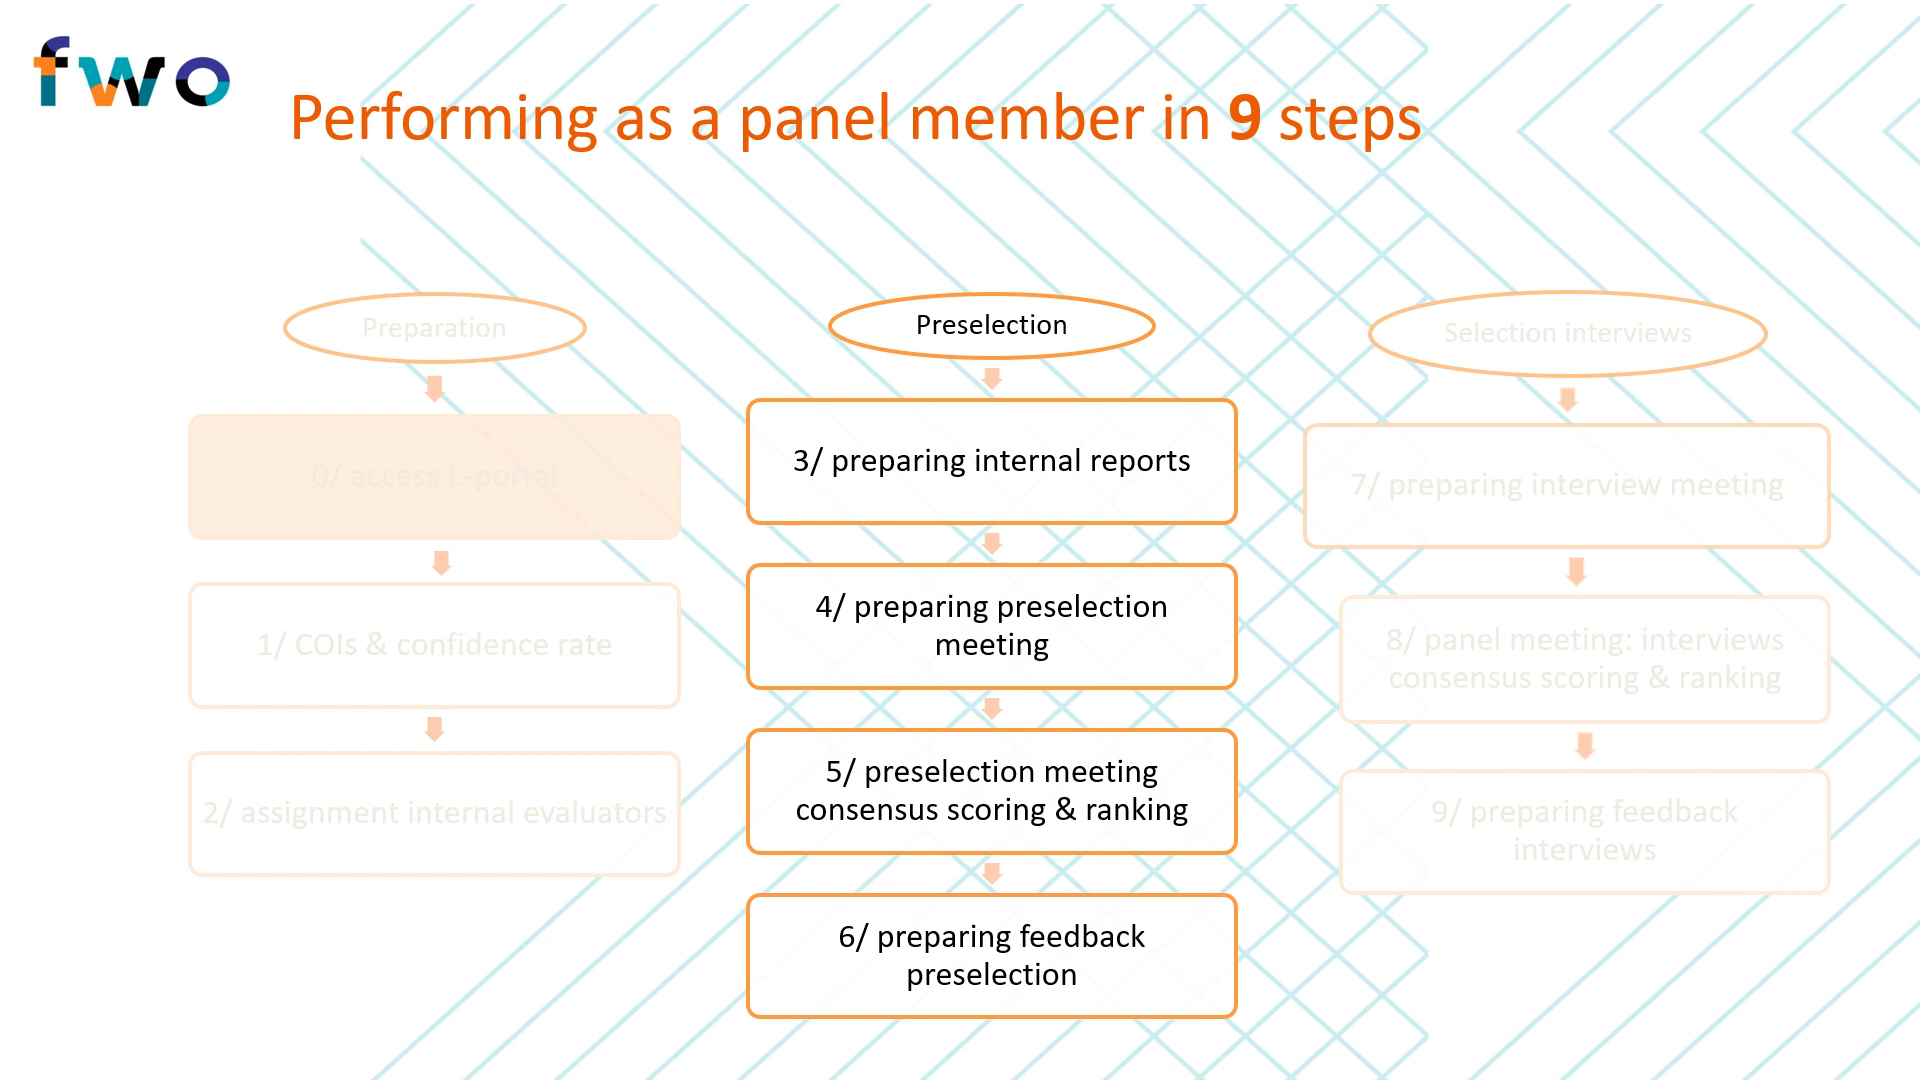 fwo
Performing as a panel member in 9 steps
Preparation
0/ access E-portal
1/ COIs & confidence rate
2/ assignment internal evaluators
Preselection
3/ preparing internal reports
4/ preparing preselection
meeting
5/ preselection meeting
consensus scoring & ranking
6/ preparing feedback
preselection
Selection interviews
7/ preparing interview meeting
8/ panel meeting: interviews
consensus scoring & ranking
9/ preparing feedback
interviews